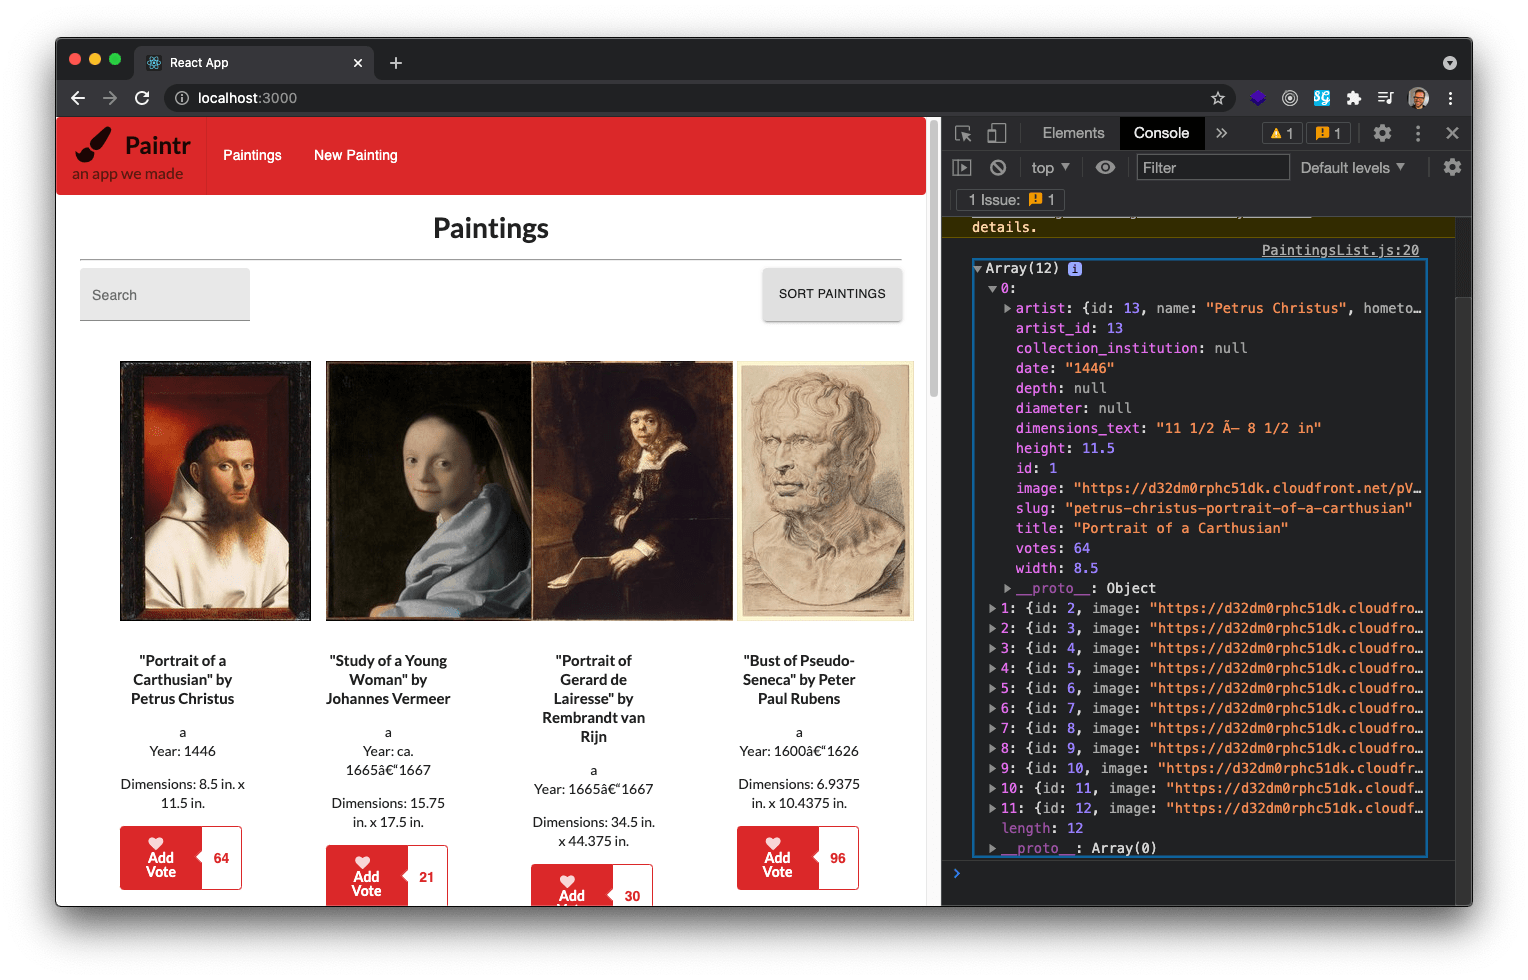 React App
localhost:3000
Paintr
an app we made
Paintings
New Painting
Paintings
Search
SORT PAINTINGS
"Portrait of a
Carthusian" by
Petrus Christus
a
Year: 1446
Dimensions: 8.5 in. x
11.5 in.
Add
Vote
64
"Study of a Young
Woman" by
Johannes Vermeer
a
Year: ca.
1665â€“1667
Dimensions: 15.75
in. x 17.5 in.
Add
Vote
21
"Portrait of
Gerard de
Lairesse" by
Rembrandt van
Rijn
a
Year: 1665â€“1667
Dimensions: 34.5 in.
x 44.375 in.
Add
30
"Bust of Pseudo-
Seneca" by Peter
Paul Rubens
a
Year: 1600â€“1626
Dimensions: 6.9375
in. x 10.4375 in.
Add
Vote
96
Elements Console » 1 1
top Filter Default levels
1 Issue: 1
details.
PaintingsList.js:20
Array(12) i
0:
artist: {id: 13, name: "Petrus Christus", hometo…
artist_id: 13
collection_institution: null
date: "1446"
depth: null
diameter: null
dimensions_text: "11 1/2 Ã— 8 1/2 in"
height: 11.5
id: 1
image: "https://d32dm0rphc51dk.cloudfront.net/pV…
slug: "petrus-christus-portrait-of-a-carthusian"
title: "Portrait of a Carthusian"
votes: 64
width: 8.5
__proto__: Object
1: {id: 2, image: "https://d32dm0rphc51dk.cloudfro…
2: {id: 3, image: "https://d32dm0rphc51dk.cloudfro…
3: {id: 4, image: "https://d32dm0rphc51dk.cloudfro…
4: {id: 5, image: "https://d32dm0rphc51dk.cloudfro…
5: {id: 6, image: "https://d32dm0rphc51dk.cloudfro…
6: {id: 7, image: "https://d32dm0rphc51dk.cloudfro…
7: {id: 8, image: "https://d32dm0rphc51dk.cloudfro…
8: {id: 9, image: "https://d32dm0rphc51dk.cloudfro…
9: {id: 10, image: "https://d32dm0rphc51dk.cloudfr…
10: {id: 11, image: "https://d32dm0rphc51dk.cloudf…
11: {id: 12, image: "https://d32dm0rphc51dk.cloudf…
length: 12
__proto__: Array(0)